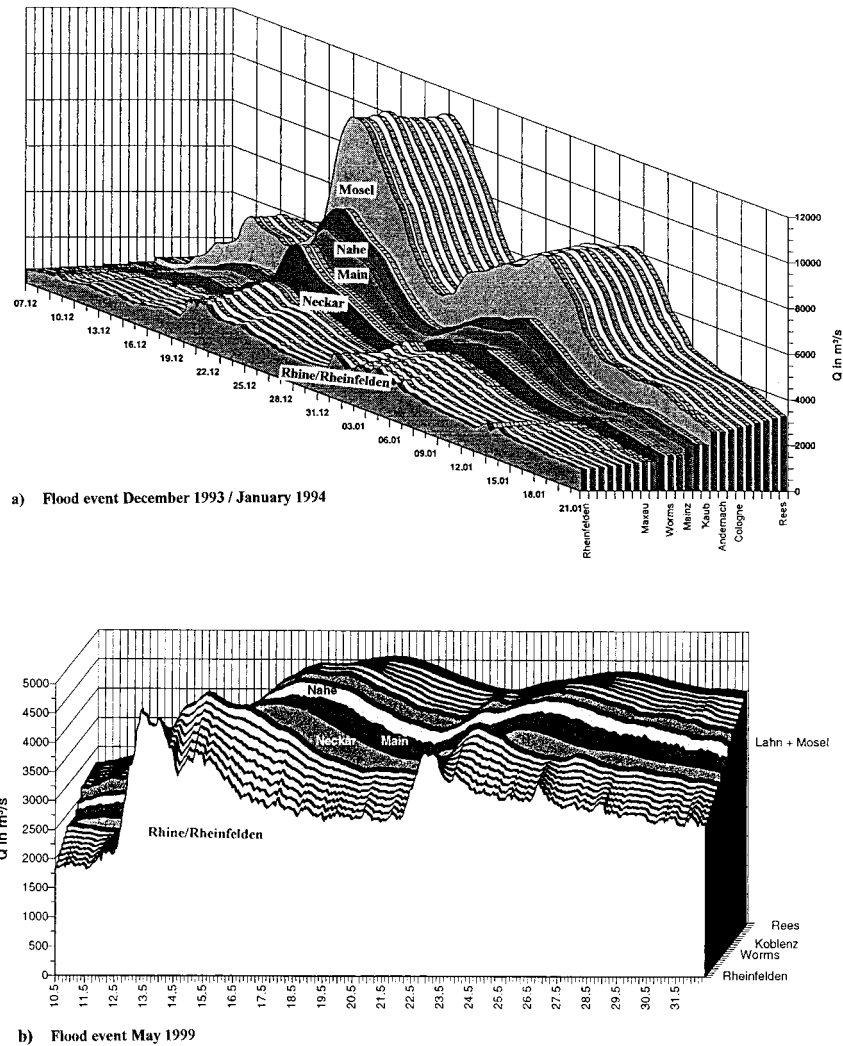 Mosel
Nahe
Main
Neckar
Rhine/Rheinfelden
07.12
10.12
13.12
16.12
19.12
22.12
25.12
28.12
31.12
03.01
06.01
09.01
12.01
15.01
18.01
21.01
12000
10000
8000
6000
4000
2000
0
Q in m³/s
Rheinfelden
Maxau
Worms
Mainz
Kaub
Andernach
Cologne
Rees
a) Flood event December 1993 / January 1994
5000
4500
4000
3500
3000
2500
2000
1500
1000
500
0
Q in m³/s
Nahe
Neckar
Main
Rhine/Rheinfelden
Lahn + Mosel
Rees
Koblenz
Worms
Rheinfelden
10.5
11.5
12.5
13.5
14.5
15.5
16.5
17.5
18.5
19.5
20.5
21.5
22.5
23.5
24.5
25.5
26.5
27.5
28.5
29.5
30.5
31.5
b) Flood event May 1999